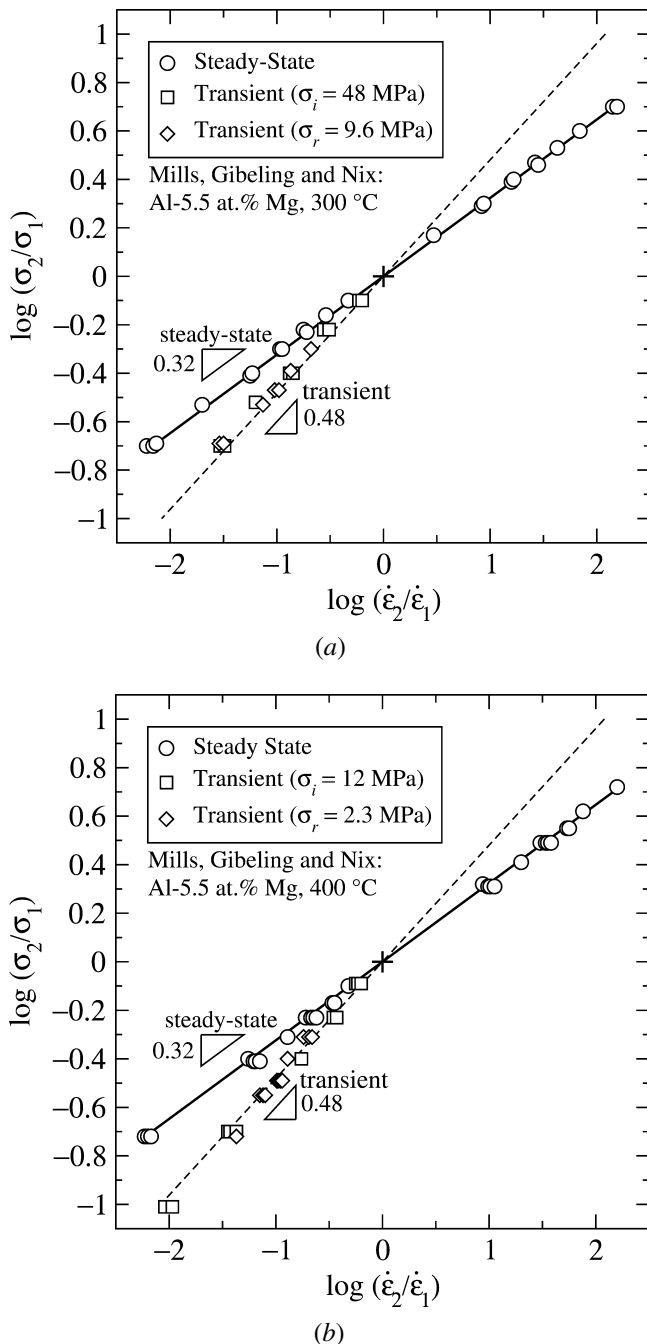 1
0.8
0.6
0.4
0.2
0
−0.2
−0.4
−0.6
−0.8
−1
log (σ₂/σ₁)
Steady-State
Transient (σᵢ = 48 MPa)
Transient (σᵣ = 9.6 MPa)
Mills, Gibeling and Nix:
Al-5.5 at.% Mg, 300 °C
steady-state
0.32
transient
0.48
−2 −1 0 1 2
log (ε̇₂/ε̇₁)
(a)
1
0.8
0.6
0.4
0.2
0
−0.2
−0.4
−0.6
−0.8
−1
log (σ₂/σ₁)
Steady State
Transient (σᵢ = 12 MPa)
Transient (σᵣ = 2.3 MPa)
Mills, Gibeling and Nix:
Al-5.5 at.% Mg, 400 °C
steady-state
0.32
transient
0.48
−2 −1 0 1 2
log (ε̇₂/ε̇₁)
(b)